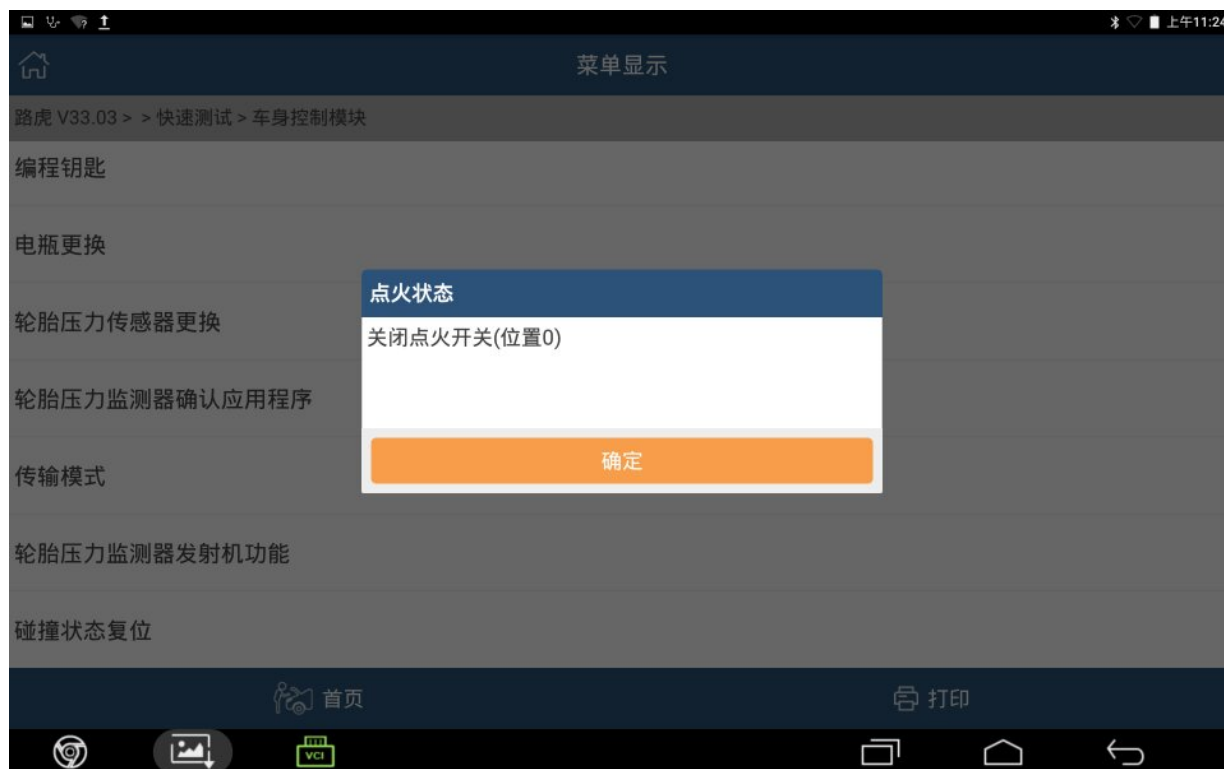 上午11:24
菜单显示
路虎 V33.03 > > 快速测试 > 车身控制模块
编程钥匙
电瓶更换
轮胎压力传感器更换
轮胎压力监测器确认应用程序
传输模式
轮胎压力监测器发射机功能
碰撞状态复位
点火状态
关闭点火开关(位置0)
确定
首页
打印
VCI